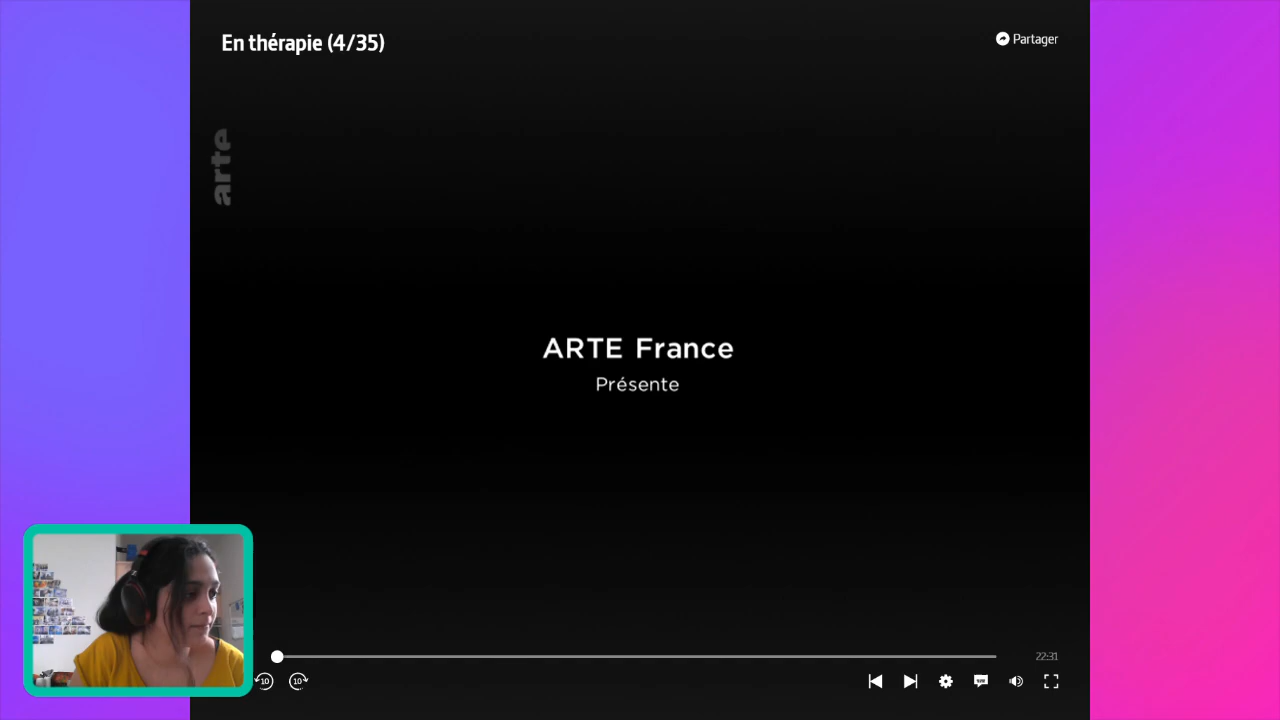 En thérapie (4/35)
Partager
arte
ARTE France
Présente
22:31
10
10